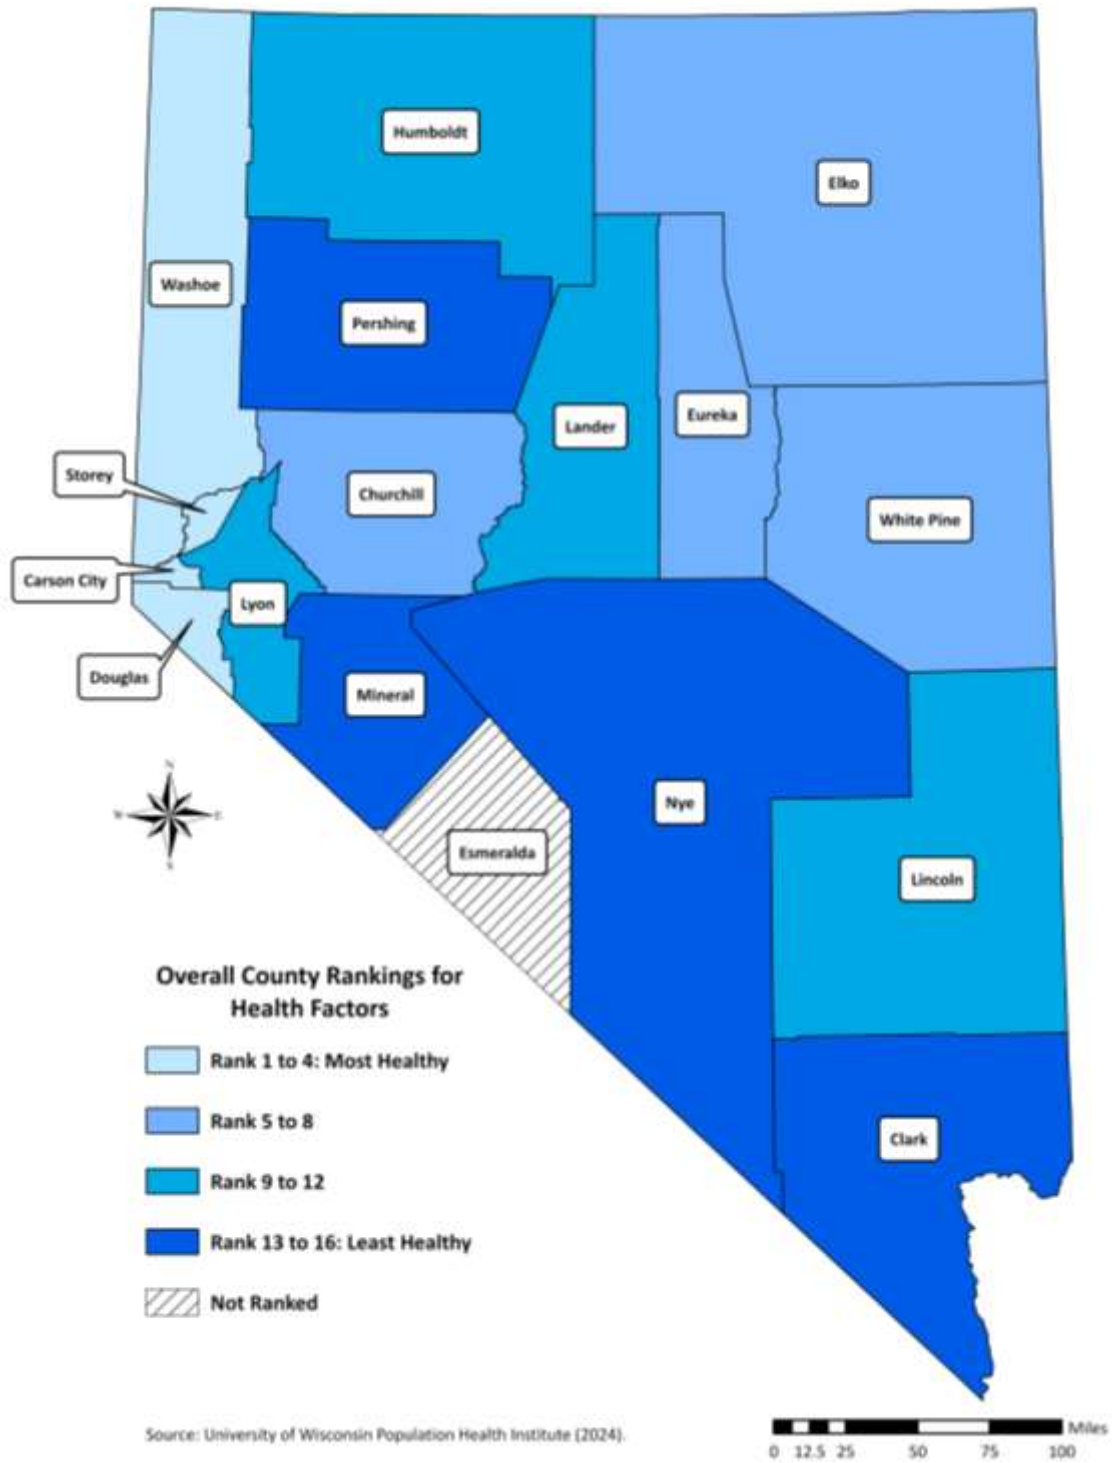 Humboldt
Elko
Washoe
Pershing
Lander
Eureka
Storey
Churchill
White Pine
Carson City
Lyon
Douglas
Mineral
N
W
E
S
Nye
Esmeralda
Lincoln
Overall County Rankings for
Health Factors
Rank 1 to 4: Most Healthy
Rank 5 to 8
Clark
Rank 9 to 12
Rank 13 to 16: Least Healthy
Not Ranked
Source: University of Wisconsin Population Health Institute (2024).
Miles
0 12.5 25 50 75 100